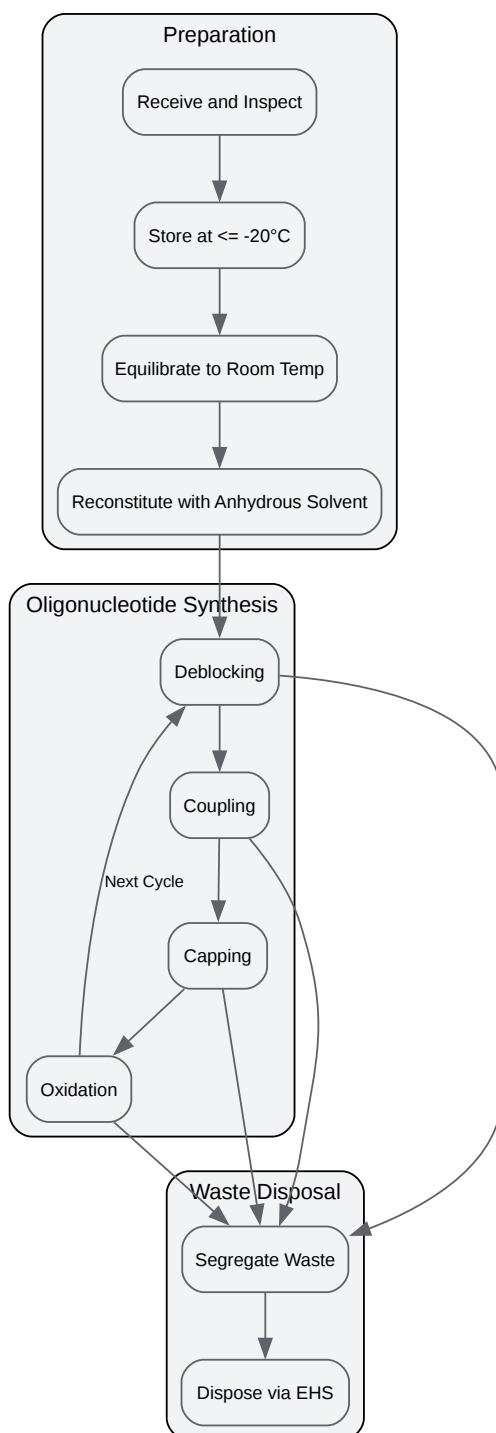 Preparation
Receive and Inspect
Store at <= -20°C
Equilibrate to Room Temp
Reconstitute with Anhydrous Solvent
Oligonucleotide Synthesis
Deblocking
Coupling
Next Cycle
Capping
Oxidation
Waste Disposal
Segregate Waste
Dispose via EHS